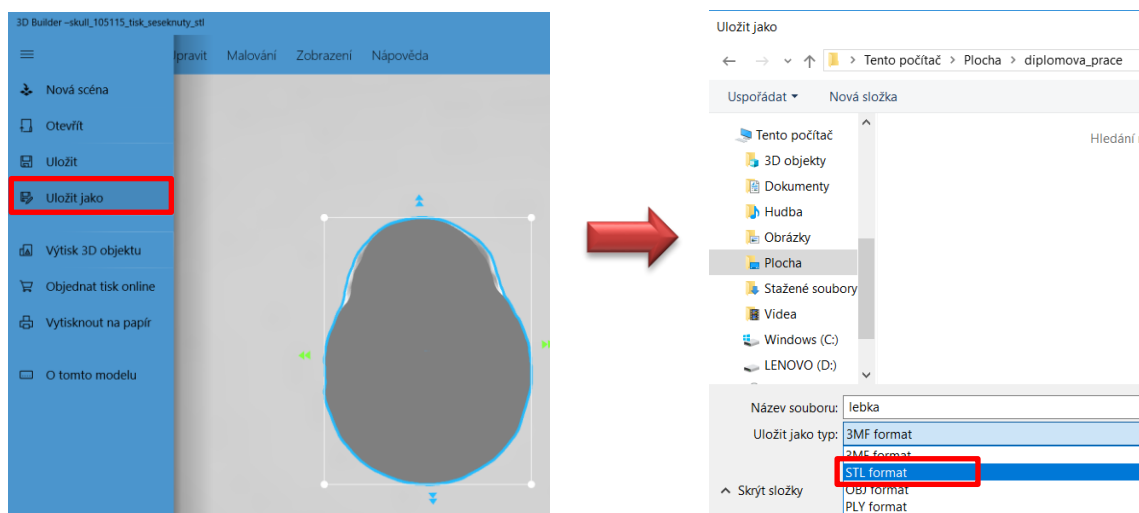 3D Builder –skull_105115_tisk_seseknuty_stl
Upravit Malování Zobrazení Nápověda
Nová scéna
Otevřít
Uložit
Uložit jako
Výtisk 3D objektu
Objednat tisk online
Vytisknout na papír
O tomto modelu
Uložit jako
Tento počítač > Plocha > diplomova_prace
Uspořádat Nová složka
Tento počítač
3D objekty
Dokumenty
Hudba
Obrázky
Plocha
Stažené soubory
Videa
Windows (C:)
LENOVO (D:)
Hledání
Název souboru: lebka
Uložit jako typ: 3MF format
3MF format
STL format
OBJ format
PLY format
Skrýt složky